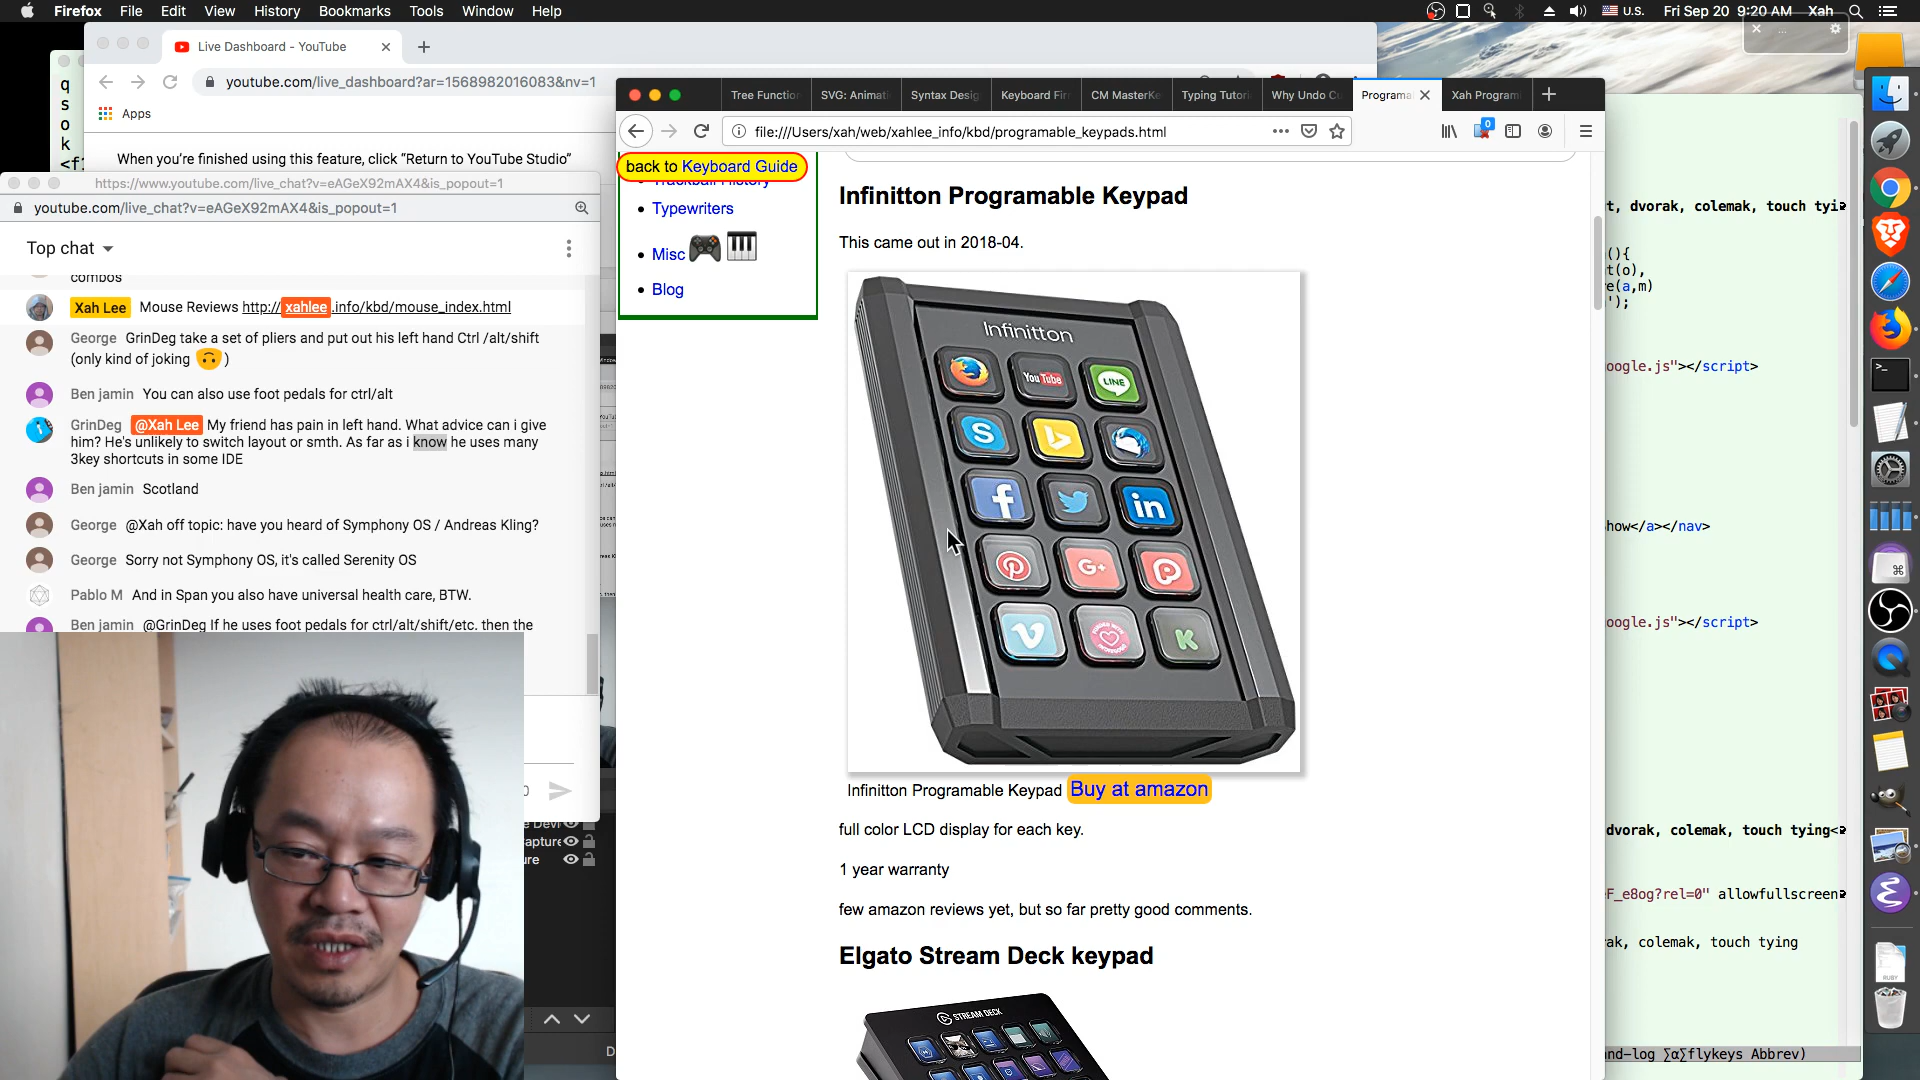 Firefox File Edit View History Bookmarks Tools Window Help
U.S. Fri Sep 20 9:20 AM Xah
Live Dashboard - YouTube
youtube.com/live_dashboard?ar=1568982016083&nv=1
Apps
When you're finished using this feature, click “Return to YouTube Studio”
q
s
o
k
https://www.youtube.com/live_chat?v=eAGeX92mAX4&is_popout=1
youtube.com/live_chat?v=eAGeX92mAX4&is_popout=1
Top chat
combos
Xah Lee Mouse Reviews http://xahlee.info/kbd/mouse_index.html
George GrinDeg take a set of pliers and put out his left hand Ctrl /alt/shift
(only kind of joking 🙃 )
Ben jamin You can also use foot pedals for ctrl/alt
GrinDeg @Xah Lee My friend has pain in left hand. What advice can i give
him? He's unlikely to switch layout or smth. As far as i know he uses many
3key shortcuts in some IDE
Ben jamin Scotland
George @Xah off topic: have you heard of Symphony OS / Andreas Kling?
George Sorry not Symphony OS, it's called Serenity OS
Pablo M And in Span you also have universal health care, BTW.
Ben jamin @GrinDeg If he uses foot pedals for ctrl/alt/shift/etc. then the
Tree Functio SVG: Animati Syntax Desig Keyboard Fir CM MasterKe Typing Tutori Why Undo Cu Programa Xah Program
file:///Users/xah/web/xahlee_info/kbd/programable_keypads.html
back to Keyboard Guide
Trackball History
Typewriters
Misc
Blog
Infinitton Programable Keypad
This came out in 2018-04.
Infinitton
You Tube
LINE
in
G+
K
Infinitton Programable Keypad Buy at amazon
full color LCD display for each key.
1 year warranty
few amazon reviews yet, but so far pretty good comments.
Elgato Stream Deck keypad
STREAM DECK
t, dvorak, colemak, touch tyi
(){
t(o),
e(a,m)
');
oogle.js"></script>
how</a></nav>
oogle.js"></script>
dvorak, colemak, touch tying<
F_e8og?rel=0" allowfullscreen
ak, colemak, touch tying
nd-log ∑α∑flykeys Abbrev)
RUBY